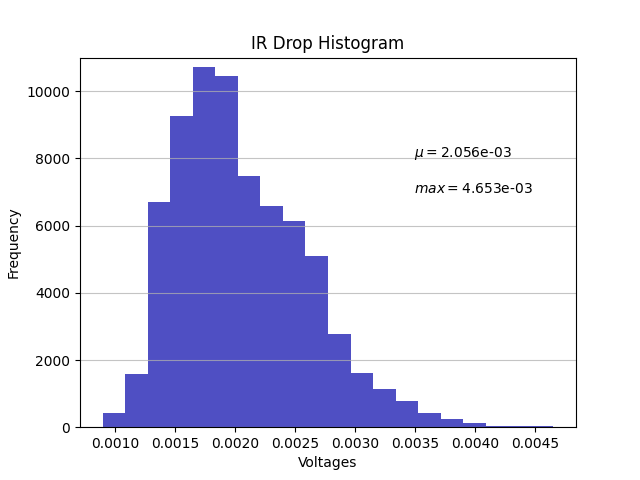 IR Drop Histogram
10000
8000
6000
4000
2000
0
Frequency
μ = 2.056e-03
max = 4.653e-03
0.0010 0.0015 0.0020 0.0025 0.0030 0.0035 0.0040 0.0045
Voltages